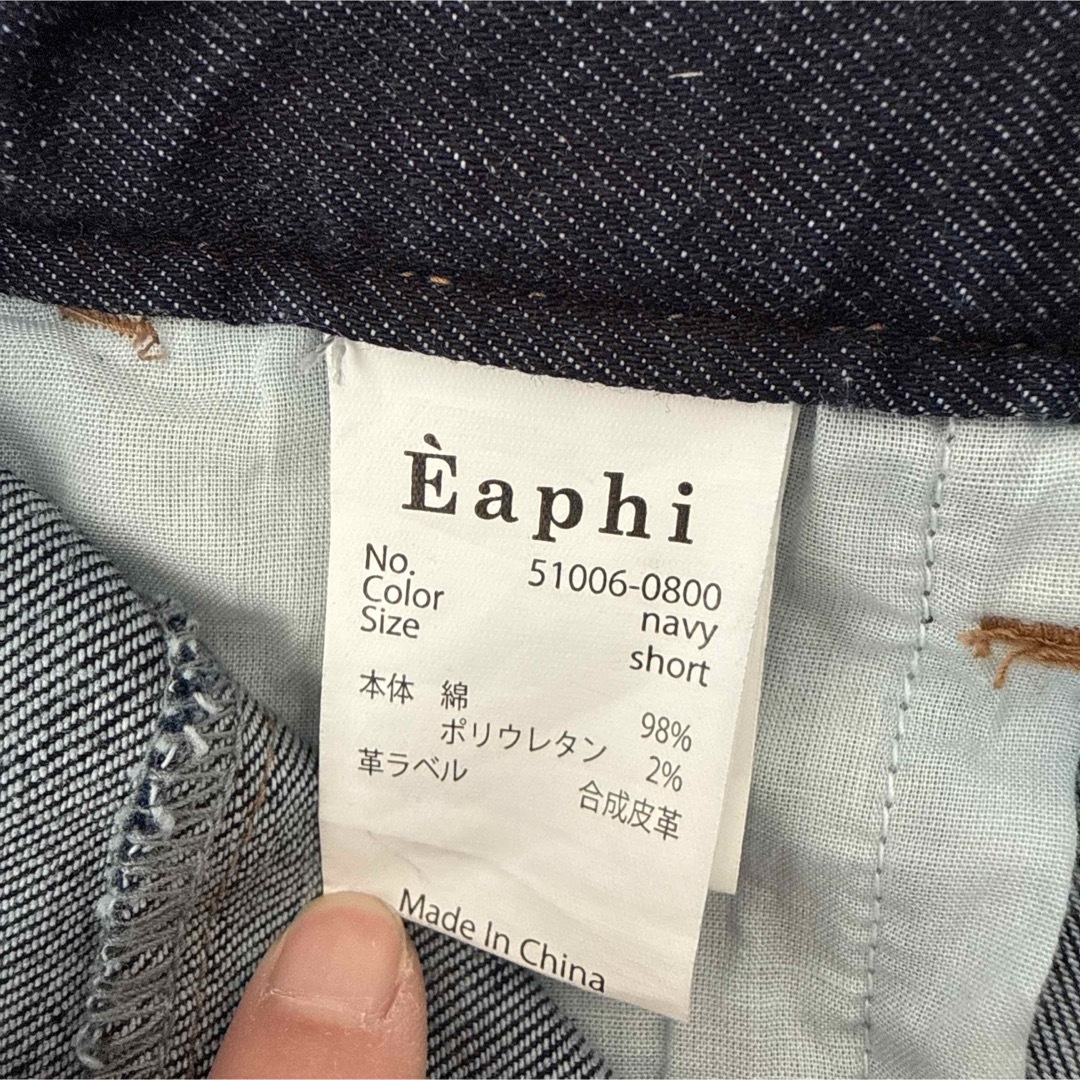 Èaphi
No. 51006-0800
Color navy
Size short
本体 綿 98%
ポリウレタン 2%
革ラベル 合成皮革
Made In China